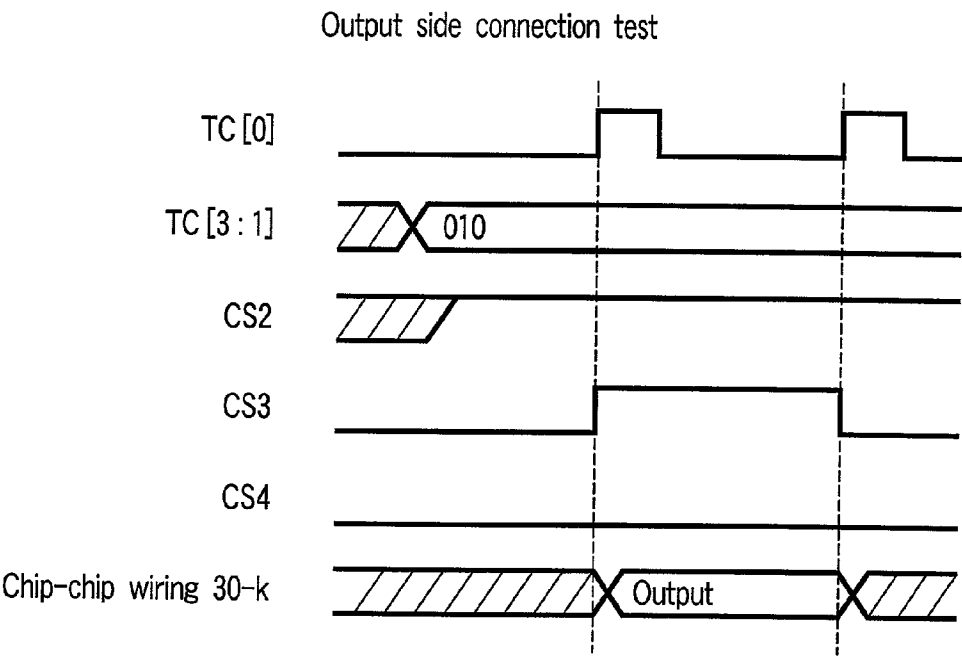 Output side connection test
TC[0]
TC[3:1]
010
CS2
CS3
CS4
Chip-chip wiring 30-k
Output